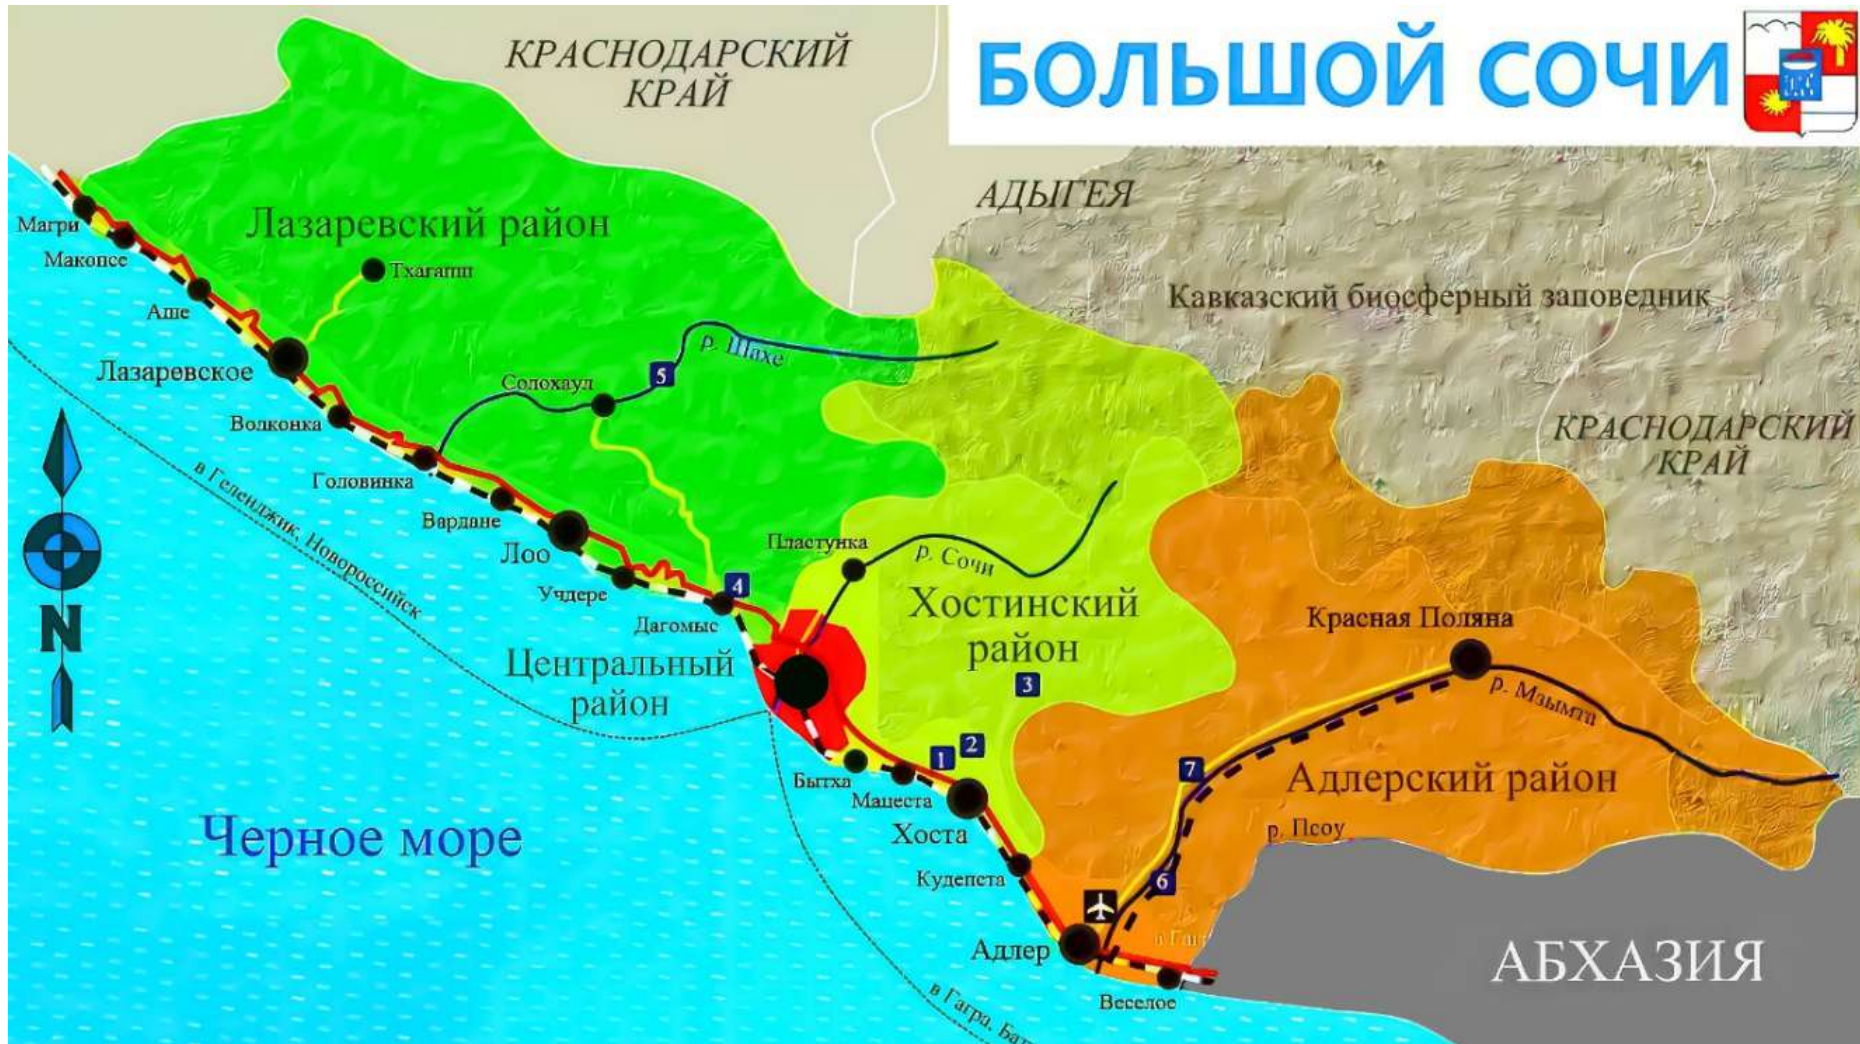 БОЛЬШОЙ СОЧИ
КРАСНОДАРСКИЙ
КРАЙ
АДЫГЕЯ
Лазаревский район
Магри
Макопсе
Тхагапш
Кавказский биосферный заповедник
Аше
р. Шахе
Лазаревское
Солохаул
5
Волконка
КРАСНОДАРСКИЙ
КРАЙ
Головинка
в Геленджик, Новороссийск
Вардане
Лоо
Пластунка
р. Сочи
Учдере
4
Дагомыс
N
Хостинский
район
Красная Поляна
Центральный
район
3
р. Мзымта
1
2
7
Бытха
Мацеста
Адлерский район
Хоста
р. Псоу
Черное море
Кудепста
6
Адлер
АБХАЗИЯ
Веселое
в Гагра, Бат